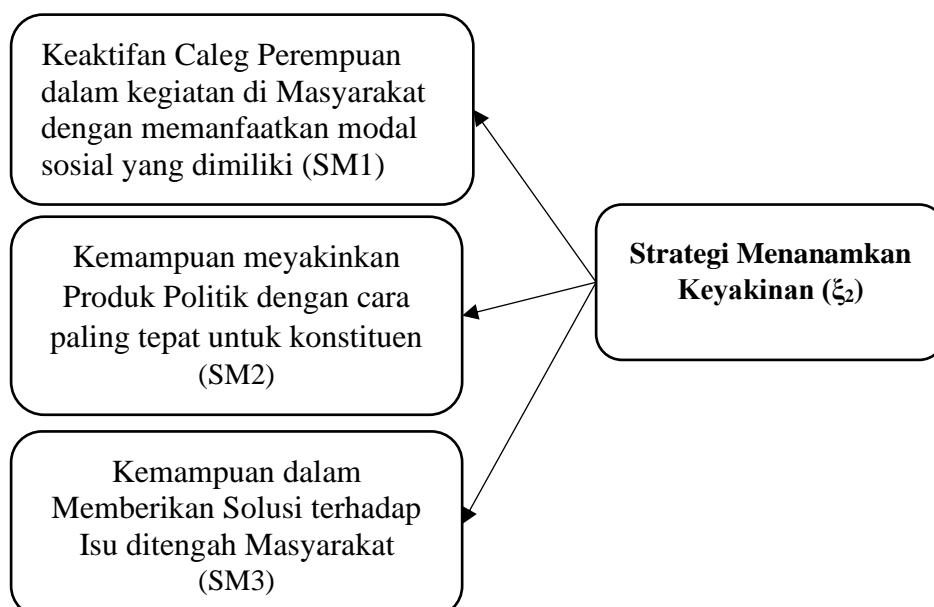 Keaktifan Caleg Perempuan
dalam kegiatan di Masyarakat
dengan memanfaatkan modal
sosial yang dimiliki (SM1)
Kemampuan meyakinkan
Produk Politik dengan cara
paling tepat untuk konstituen
(SM2)
Kemampuan dalam
Memberikan Solusi terhadap
Isu ditengah Masyarakat
(SM3)
Strategi Menanamkan
Keyakinan (ξ₂)